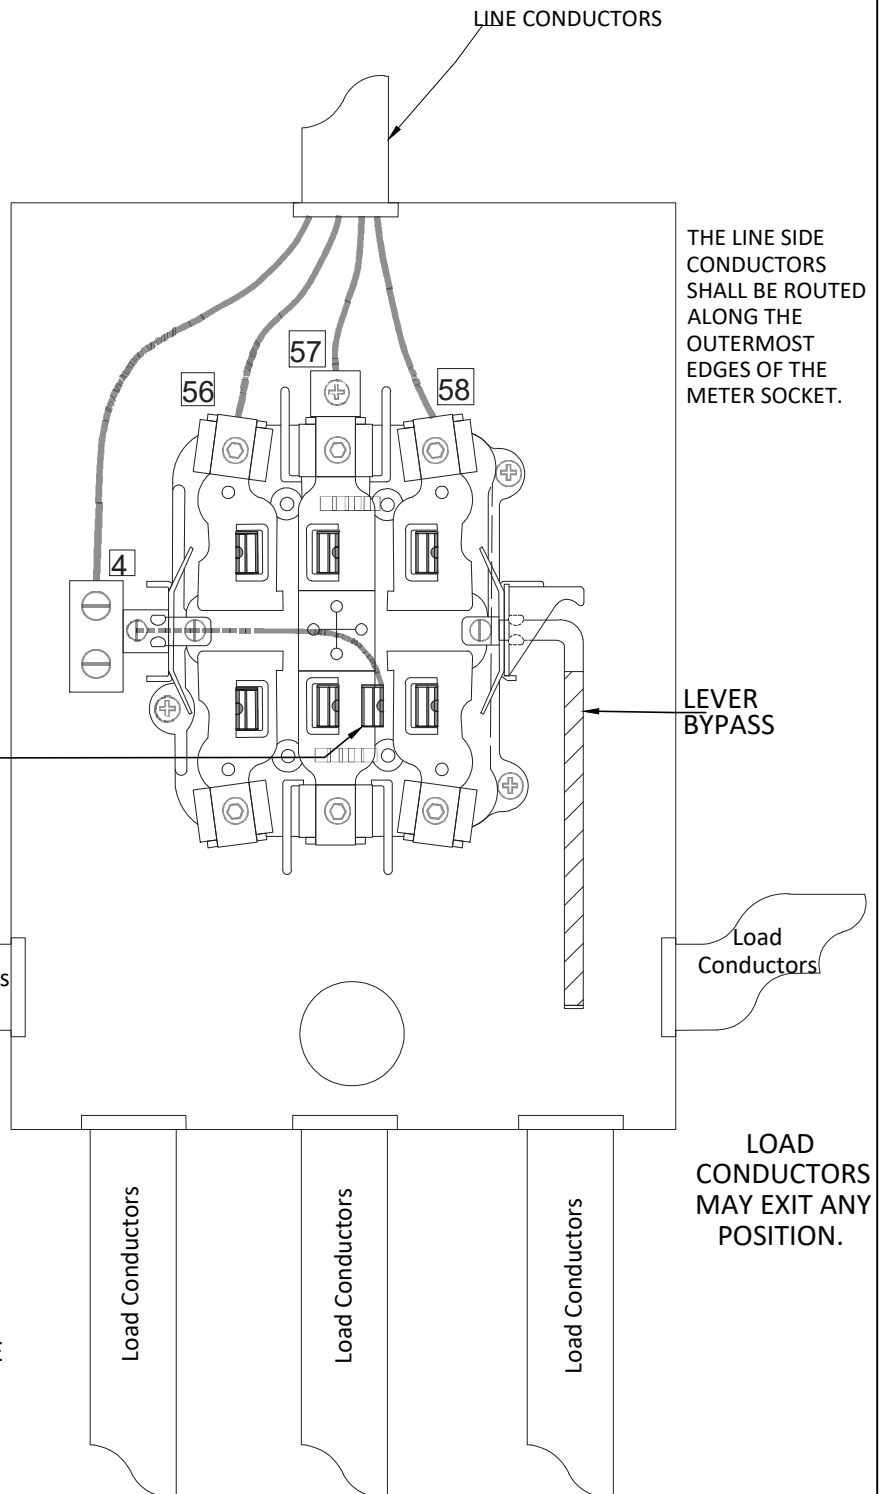 LINE CONDUCTORS
THE LINE SIDE
CONDUCTORS
SHALL BE ROUTED
ALONG THE
OUTERMOST
EDGES OF THE
METER SOCKET.
57
56
58
4
LEVER
BYPASS
s
Load
Conductors
LOAD
CONDUCTORS
MAY EXIT ANY
POSITION.
Load Conductors
Load Conductors
Load Conductors